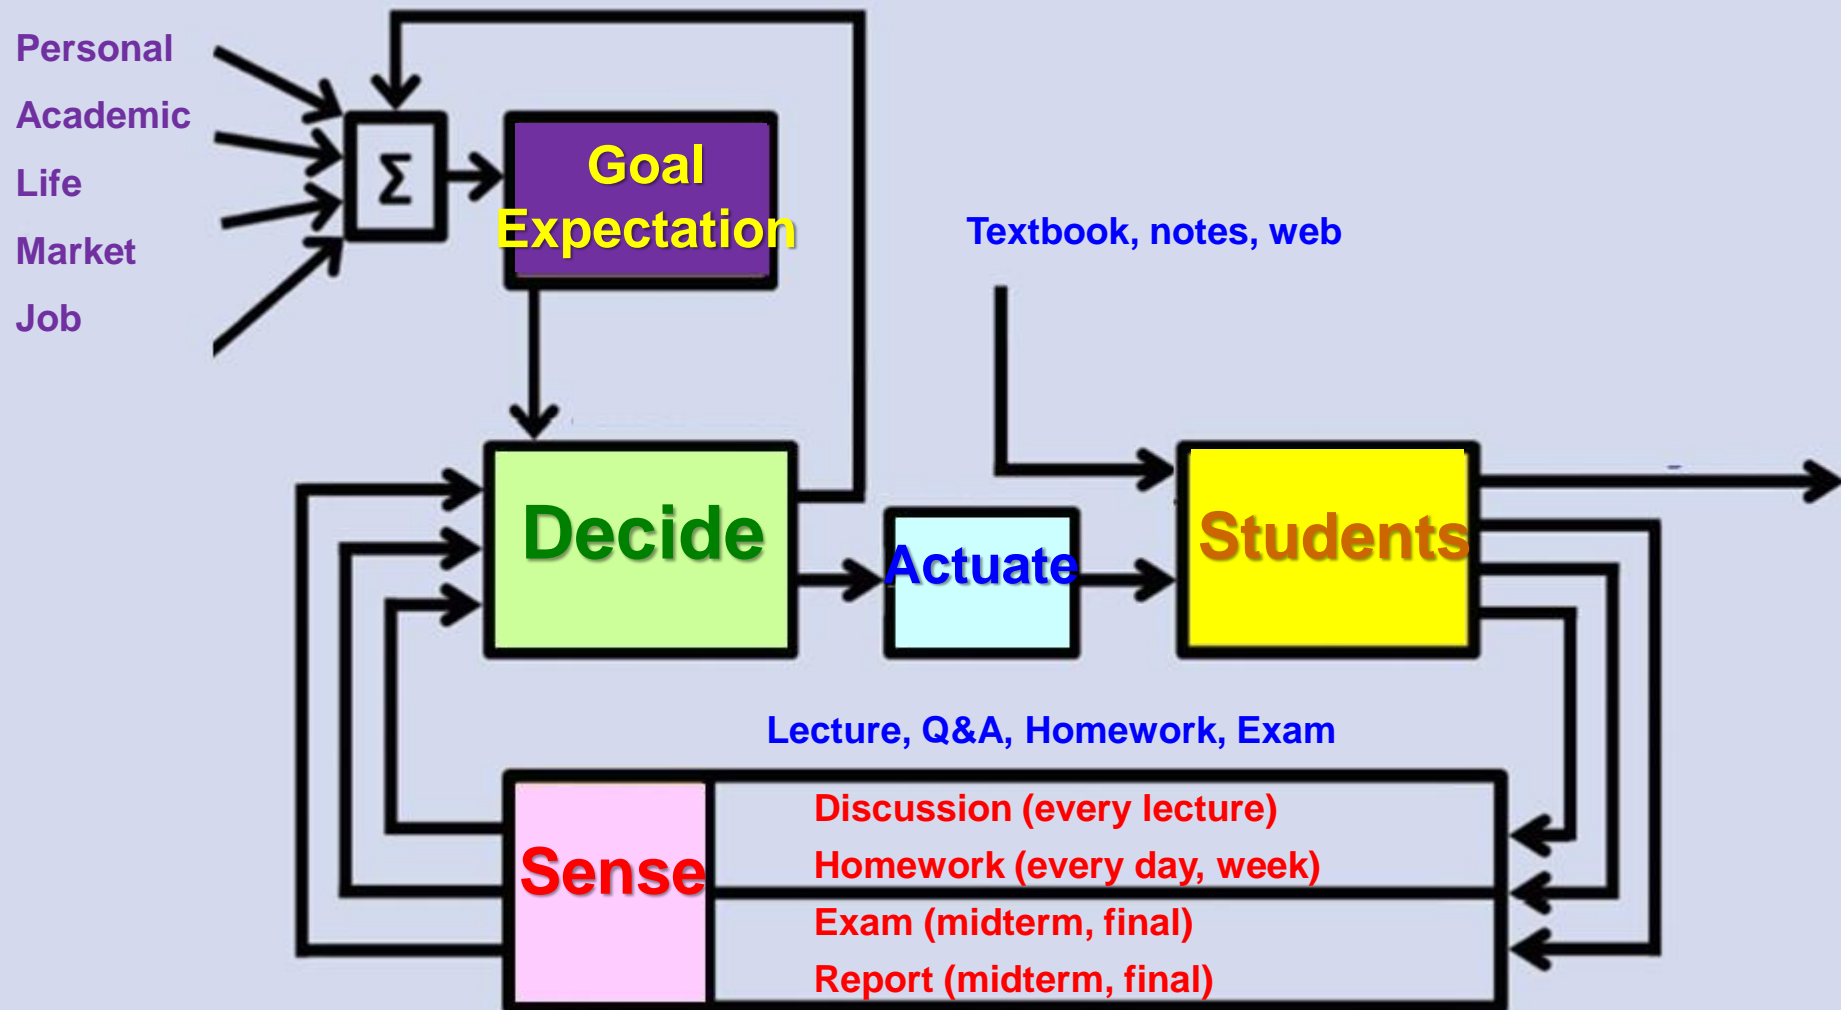 Personal
Academic
Life
Market
Job
Σ
Goal
Expectation
Textbook, notes, web
Decide
Actuate
Students
Lecture, Q&A, Homework, Exam
Sense
Discussion (every lecture)
Homework (every day, week)
Exam (midterm, final)
Report (midterm, final)